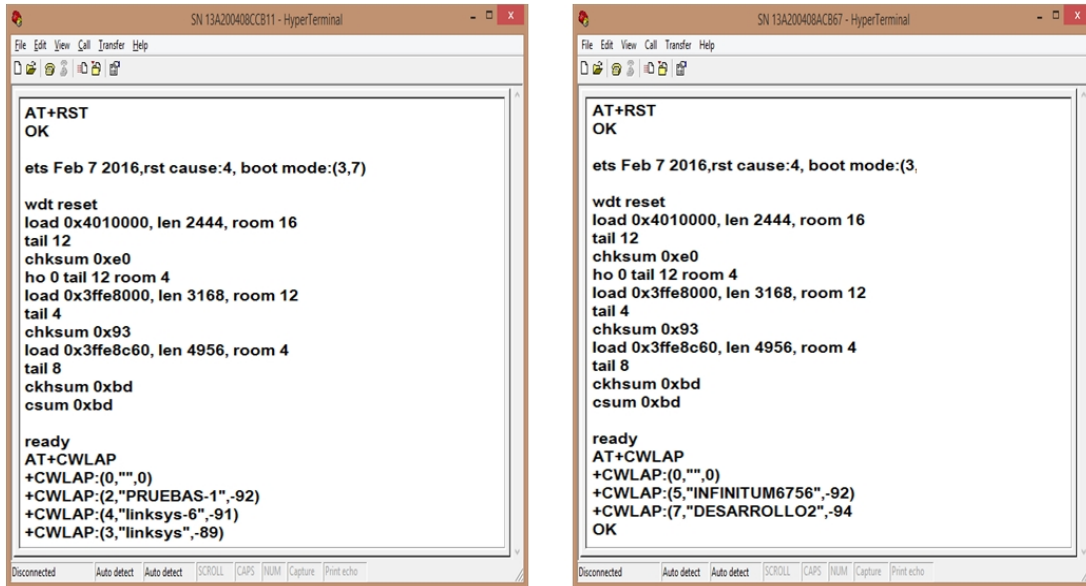 SN 13A200408CCB11 - HyperTerminal
File Edit View Call Transfer Help
AT+RST
OK
ets Feb 7 2016,rst cause:4, boot mode:(3,7)
wdt reset
load 0x4010000, len 2444, room 16
tail 12
chksum 0xe0
ho 0 tail 12 room 4
load 0x3ffe8000, len 3168, room 12
tail 4
chksum 0x93
load 0x3ffe8c60, len 4956, room 4
tail 8
ckhsum 0xbd
csum 0xbd
ready
AT+CWLAP
+CWLAP:(0,"",0)
+CWLAP:(2,"PRUEBAS-1",-92)
+CWLAP:(4,"linksys-6",-91)
+CWLAP:(3,"linksys",-89)
Disconnected Auto detect Auto detect SCROLL CAPS NUM Capture Print echo
SN 13A200408ACB67 - HyperTerminal
File Edit View Call Transfer Help
AT+RST
OK
ets Feb 7 2016,rst cause:4, boot mode:(3,
wdt reset
load 0x4010000, len 2444, room 16
tail 12
chksum 0xe0
ho 0 tail 12 room 4
load 0x3ffe8000, len 3168, room 12
tail 4
chksum 0x93
load 0x3ffe8c60, len 4956, room 4
tail 8
ckhsum 0xbd
csum 0xbd
ready
AT+CWLAP
+CWLAP:(0,"",0)
+CWLAP:(5,"INFINITUM6756",-92)
+CWLAP:(7,"DESARROLLO2",-94
OK
Disconnected Auto detect Auto detect SCROLL CAPS NUM Capture Print echo